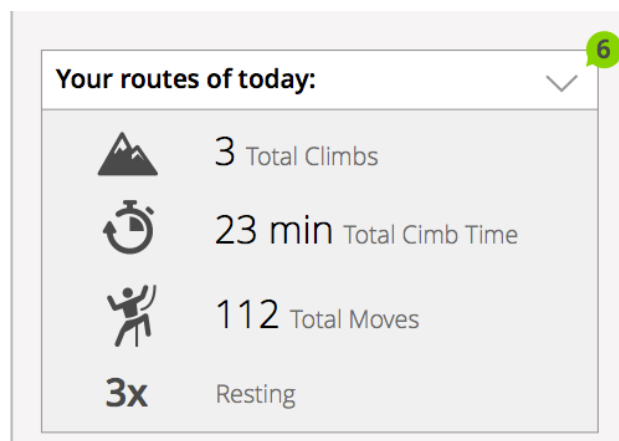 6
Your routes of today:
3 Total Climbs
23 min Total Cimb Time
112 Total Moves
3x Resting